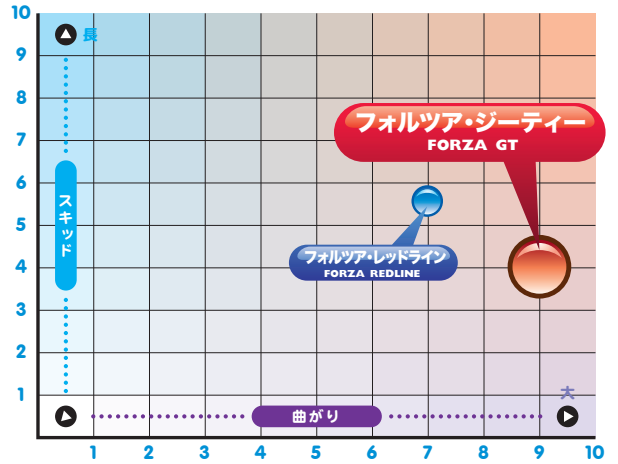 10
長
9
8
7
フォルツア・ジーティー
FORZA GT
6
スキッド
5
フォルツア・レッドライン
FORZA REDLINE
4
3
2
1
大
曲がり
1 2 3 4 5 6 7 8 9 10